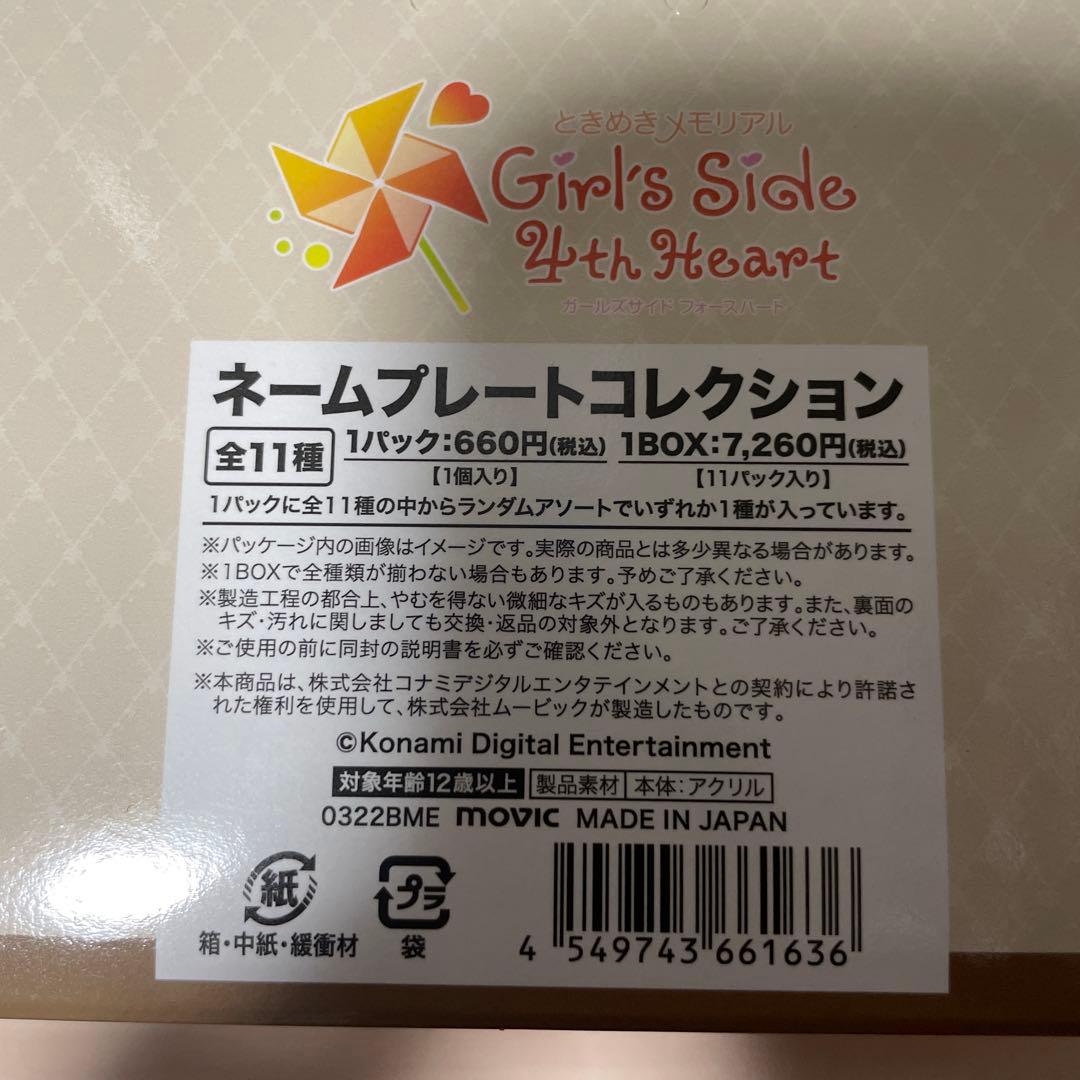 ときめきメモリアル
Girl's Side
4th Heart
ガールズサイド フォースハート
ネームプレートコレクション
全11種 1パック:660円(税込) 1BOX:7,260円(税込)
【1個入り】 【11パック入り】
1パックに全11種の中からランダムアソートでいずれか1種が入っています。
※パッケージ内の画像はイメージです。実際の商品とは多少異なる場合があります。
※1BOXで全種類が揃わない場合もあります。予めご了承ください。
※製造工程の都合上、やむを得ない微細なキズが入るものもあります。また、裏面の
キズ・汚れに関しましても交換・返品の対象外となります。ご了承ください。
※ご使用の前に同封の説明書を必ずご確認ください。
※本商品は、株式会社コナミデジタルエンタテインメントとの契約により許諾さ
れた権利を使用して、株式会社ムービックが製造したものです。
©Konami Digital Entertainment
対象年齢12歳以上 製品素材 本体:アクリル
0322BME movic MADE IN JAPAN
紙 プラ
箱・中紙・緩衝材 袋
4 549743 661636